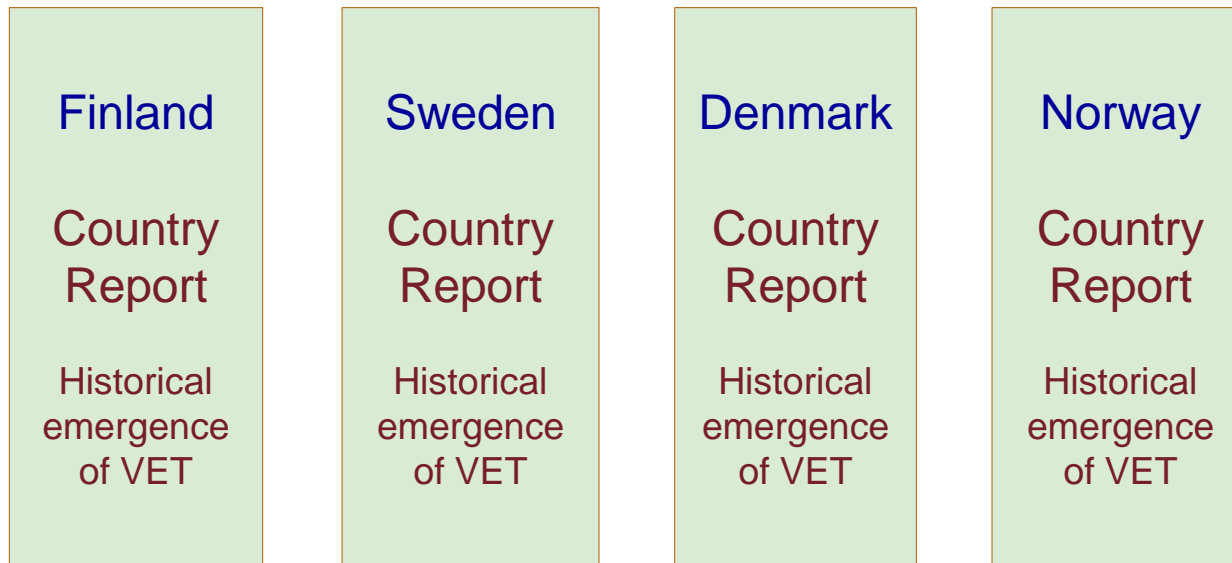 Finland
Country
Report
Historical
emergence
of VET
Sweden
Country
Report
Historical
emergence
of VET
Denmark
Country
Report
Historical
emergence
of VET
Norway
Country
Report
Historical
emergence
of VET